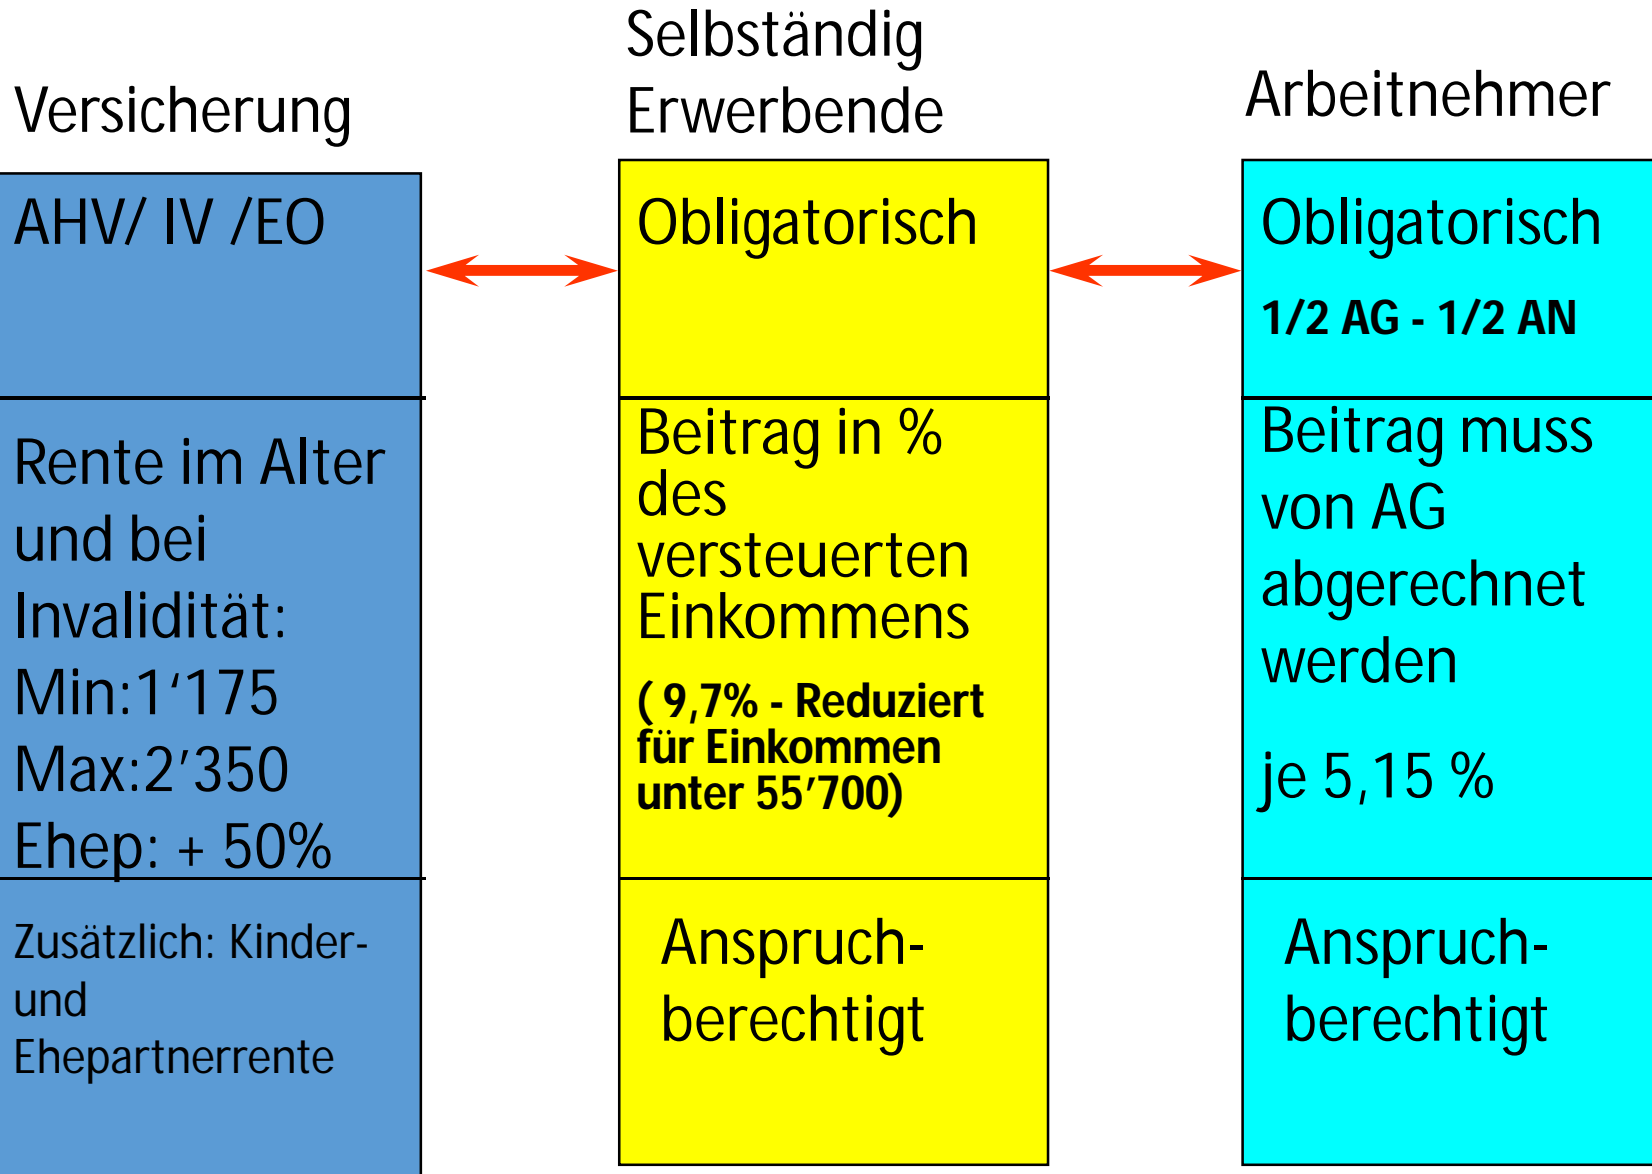 Versicherung
Selbständig
Erwerbende
Arbeitnehmer
AHV/ IV /EO
Obligatorisch
Obligatorisch
1/2 AG - 1/2 AN
Rente im Alter
und bei
Invalidität:
Min:1‘175
Max:2’350
Ehep: + 50%
Beitrag in %
des
versteuerten
Einkommens
( 9,7% - Reduziert
für Einkommen
unter 55’700)
Beitrag muss
von AG
abgerechnet
werden
je 5,15 %
Zusätzlich: Kinder-
und
Ehepartnerrente
Anspruch-
berechtigt
Anspruch-
berechtigt